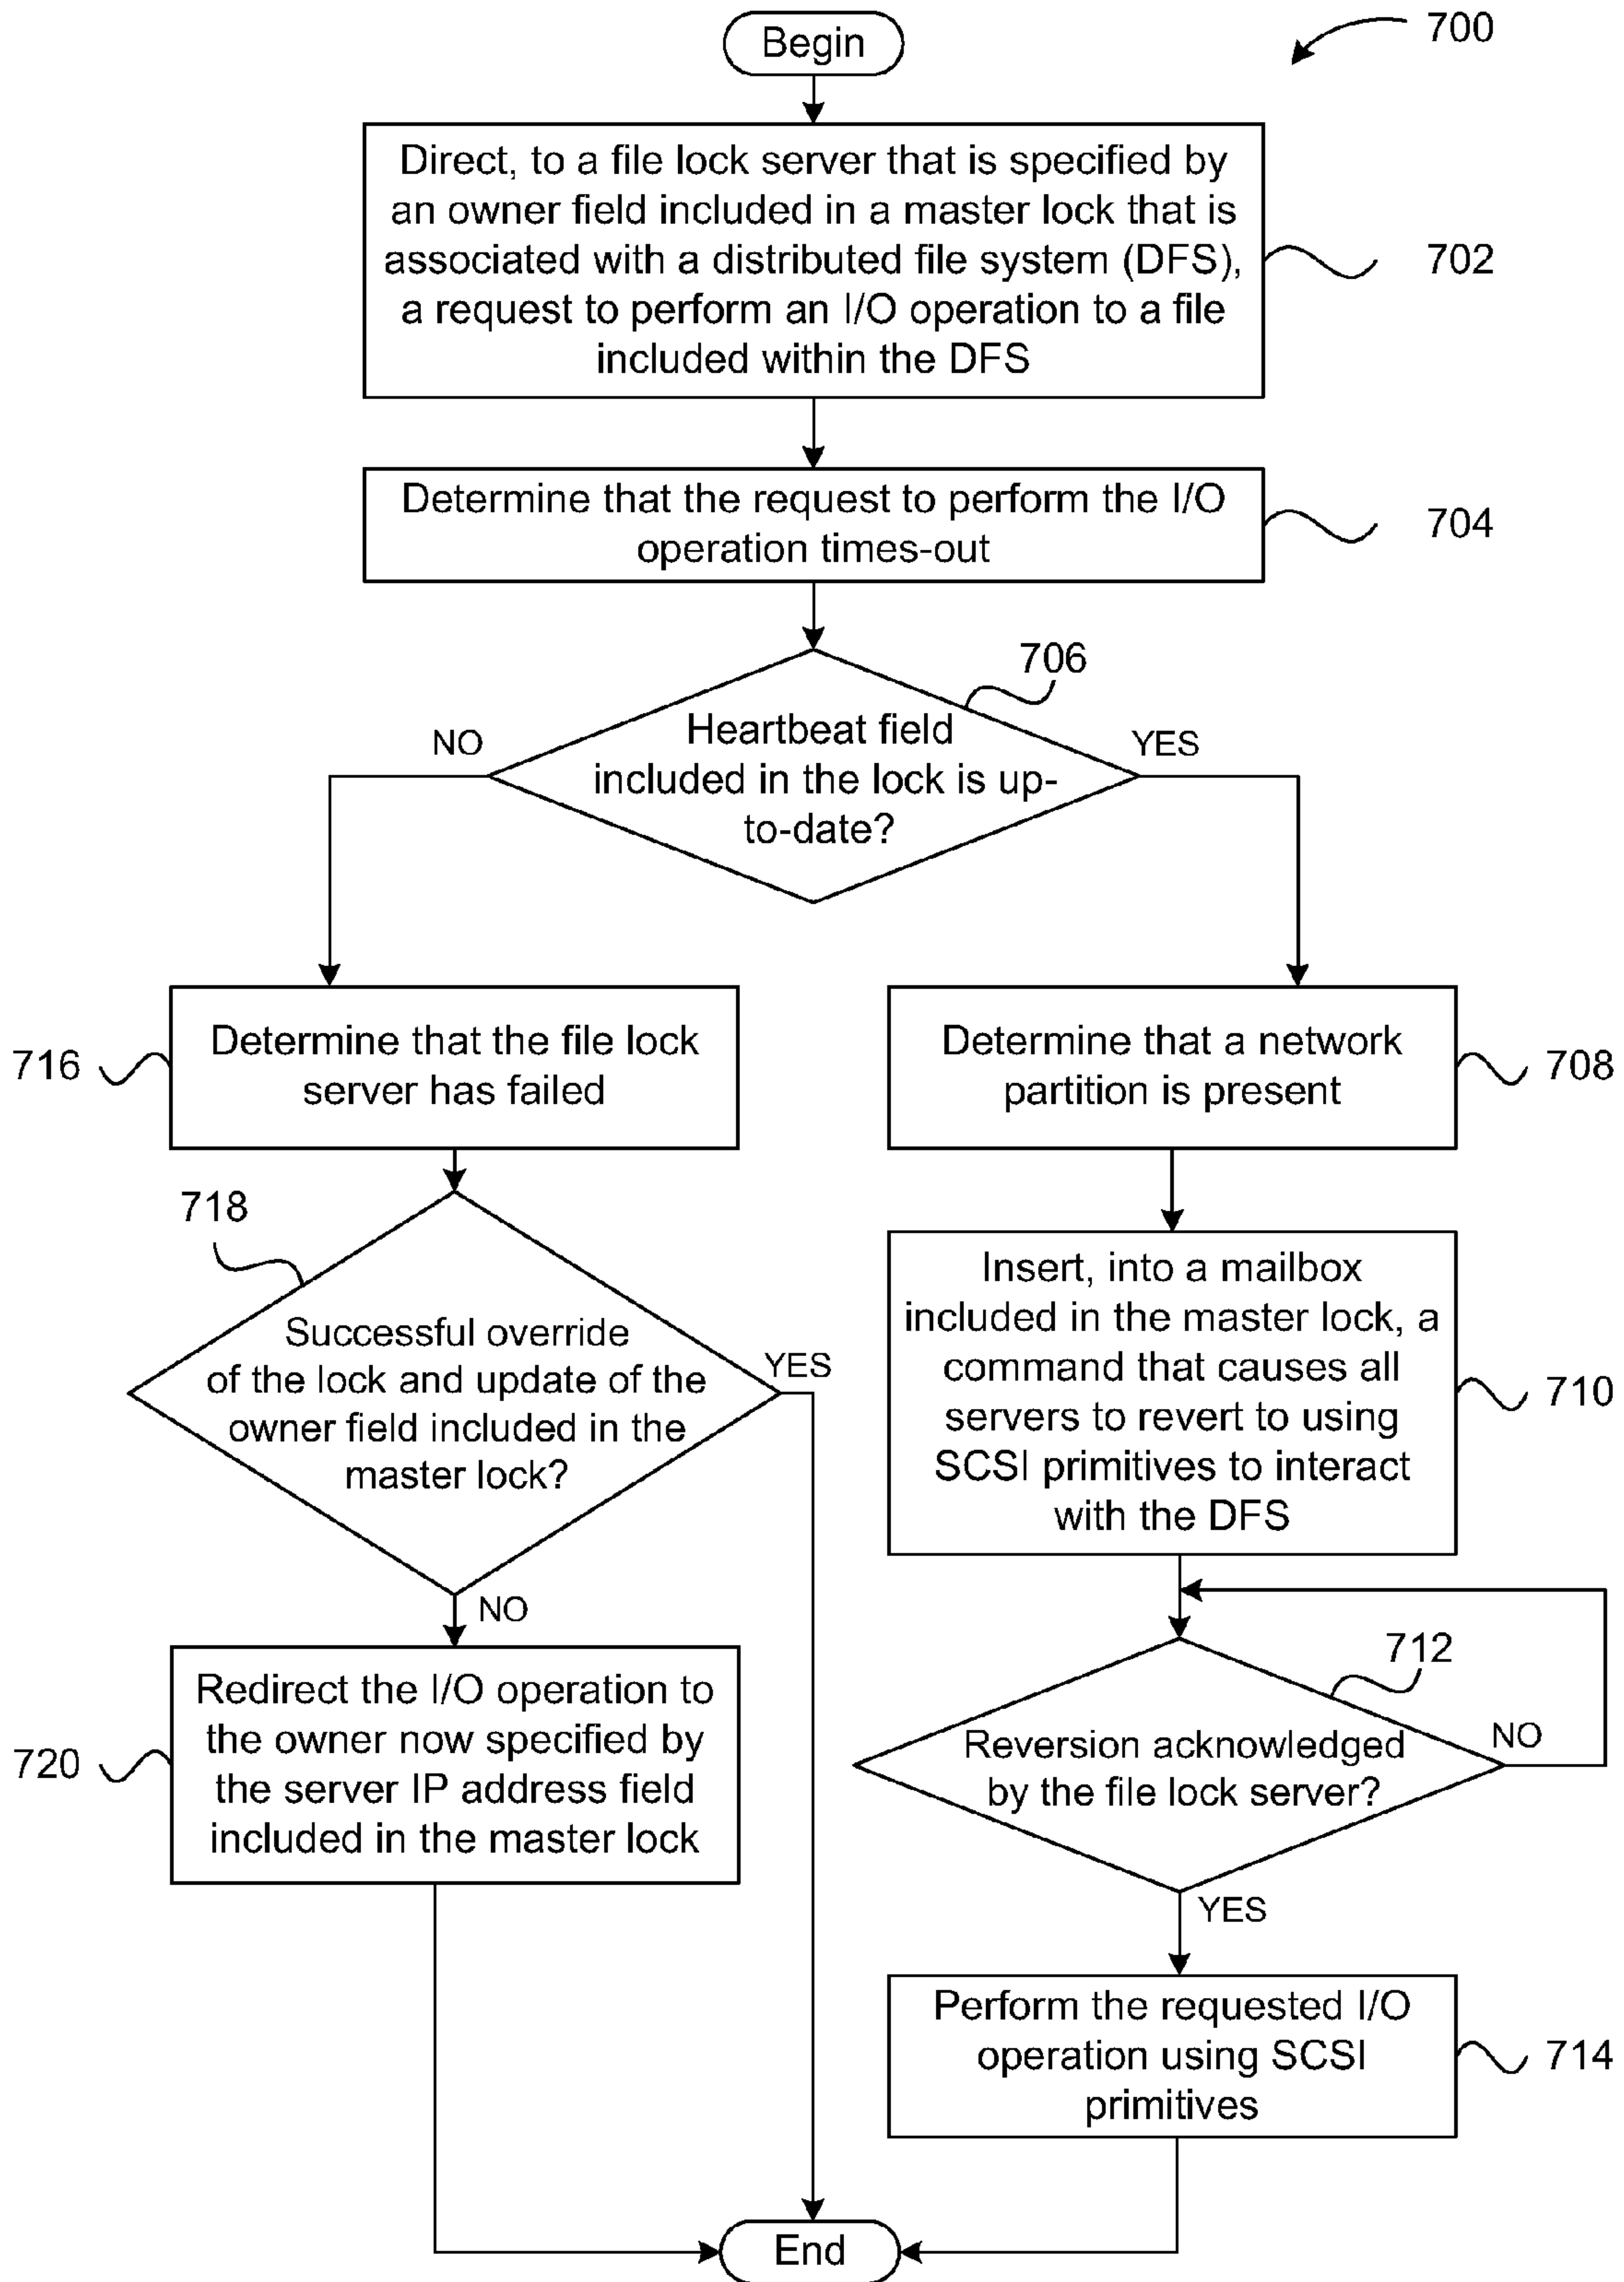 Begin
700
Direct, to a file lock server that is specified by
an owner field included in a master lock that is
associated with a distributed file system (DFS),
a request to perform an I/O operation to a file
included within the DFS
702
Determine that the request to perform the I/O
operation times-out
704
706
Heartbeat field
included in the lock is up-
to-date?
NO
YES
716
Determine that the file lock
server has failed
Determine that a network
partition is present
708
718
Successful override
of the lock and update of the
owner field included in the
master lock?
YES
NO
Insert, into a mailbox
included in the master lock, a
command that causes all
servers to revert to using
SCSI primitives to interact
with the DFS
710
712
Reversion acknowledged
by the file lock server?
NO
YES
720
Redirect the I/O operation to
the owner now specified by
the server IP address field
included in the master lock
Perform the requested I/O
operation using SCSI
primitives
714
End